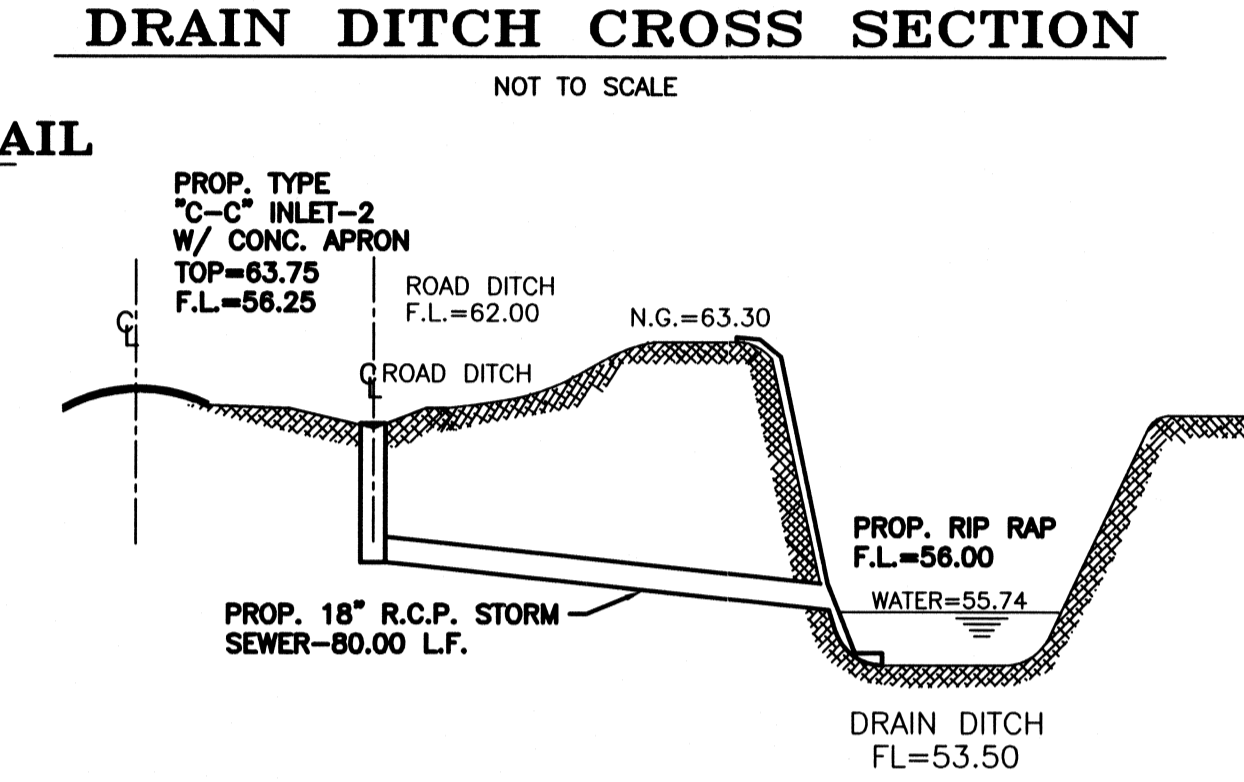 DRAIN DITCH CROSS SECTION
NOT TO SCALE
AIL
PROP. TYPE
"C-C" INLET-2
W/ CONC. APRON
TOP=63.75
F.L.=56.25
ROAD DITCH
F.L.=62.00
N.G.=63.30
CL
CL ROAD DITCH
PROP. RIP RAP
F.L.=56.00
WATER=55.74
PROP. 18" R.C.P. STORM
SEWER-80.00 L.F.
DRAIN DITCH
FL=53.50